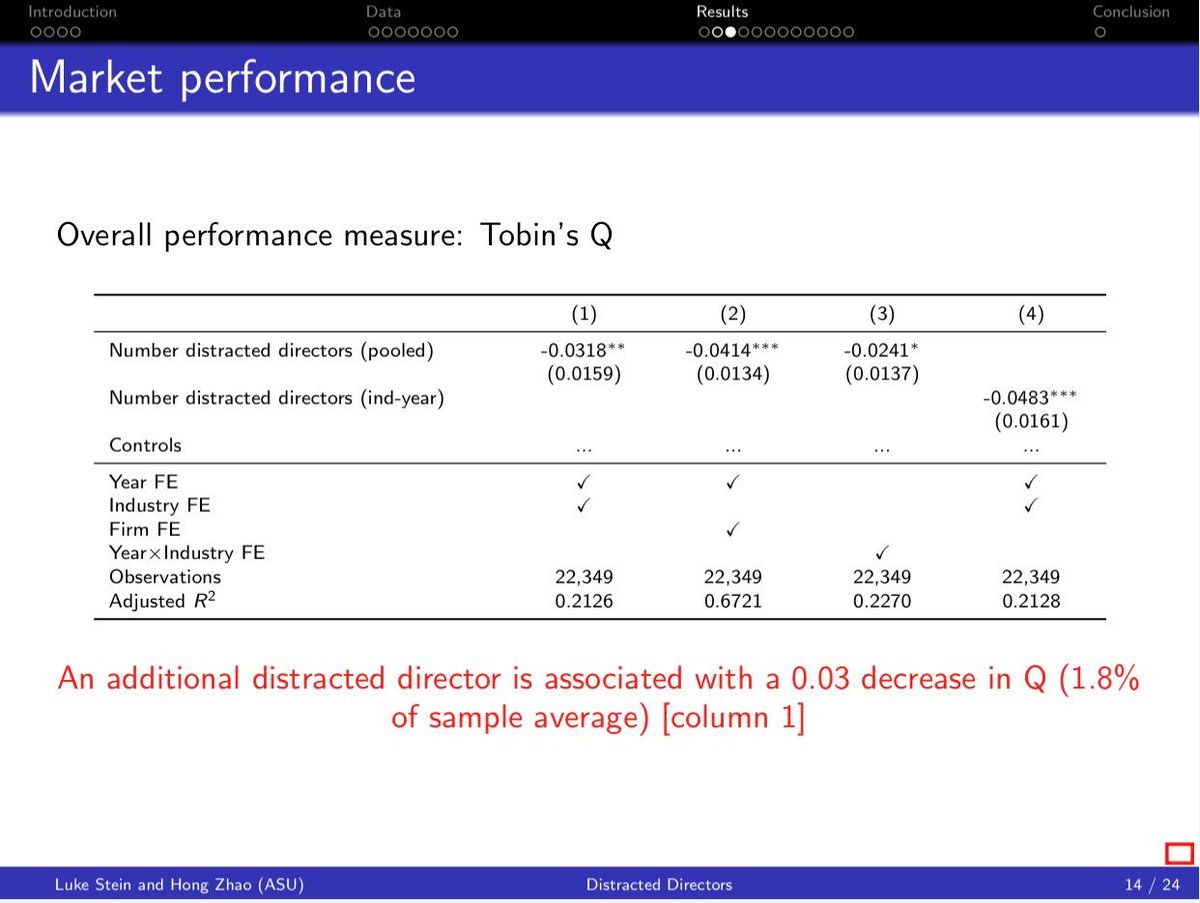 Introduction Data Results Conclusion
Market performance
Overall performance measure: Tobin's Q
(1) (2) (3) (4)
Number distracted directors (pooled) -0.0318** -0.0414*** -0.0241*
(0.0159) (0.0134) (0.0137)
Number distracted directors (ind-year) -0.0483***
(0.0161)
Controls ... ... ... ...
Year FE ✓ ✓ ✓
Industry FE ✓ ✓
Firm FE ✓
Year×Industry FE ✓
Observations 22,349 22,349 22,349 22,349
Adjusted R² 0.2126 0.6721 0.2270 0.2128
An additional distracted director is associated with a 0.03 decrease in Q (1.8%
of sample average) [column 1]
Luke Stein and Hong Zhao (ASU) Distracted Directors 14 / 24